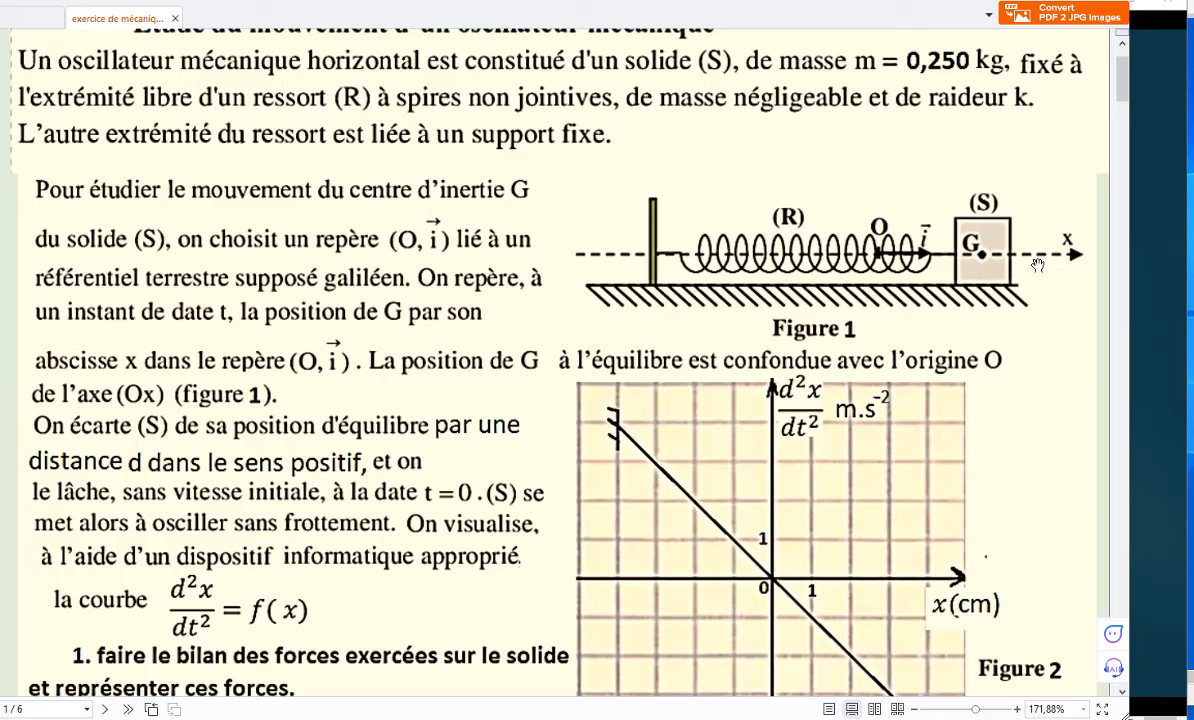 exercice de mécaniq...
Convert
PDF 2 JPG Images
Etude du mouvement d'un oscillateur mécanique
Un oscillateur mécanique horizontal est constitué d'un solide (S), de masse m = 0,250 kg, fixé à
l'extrémité libre d'un ressort (R) à spires non jointives, de masse négligeable et de raideur k.
L'autre extrémité du ressort est liée à un support fixe.
Pour étudier le mouvement du centre d'inertie G
du solide (S), on choisit un repère (O, i⃗) lié à un
référentiel terrestre supposé galiléen. On repère, à
un instant de date t, la position de G par son
abscisse x dans le repère (O, i⃗). La position de G à l'équilibre est confondue avec l'origine O
de l'axe (Ox) (figure 1).
On écarte (S) de sa position d'équilibre par une
distance d dans le sens positif, et on
le lâche, sans vitesse initiale, à la date t = 0 . (S) se
met alors à osciller sans frottement. On visualise,
à l'aide d'un dispositif informatique approprié
la courbe d²x/dt² = f(x)
1. faire le bilan des forces exercées sur le solide
et représenter ces forces.
(R)
O
i⃗
(S)
G
x
Figure 1
d²x/dt² m.s⁻²
1
0
1
x(cm)
Figure 2
AI
1 / 6
171,88%